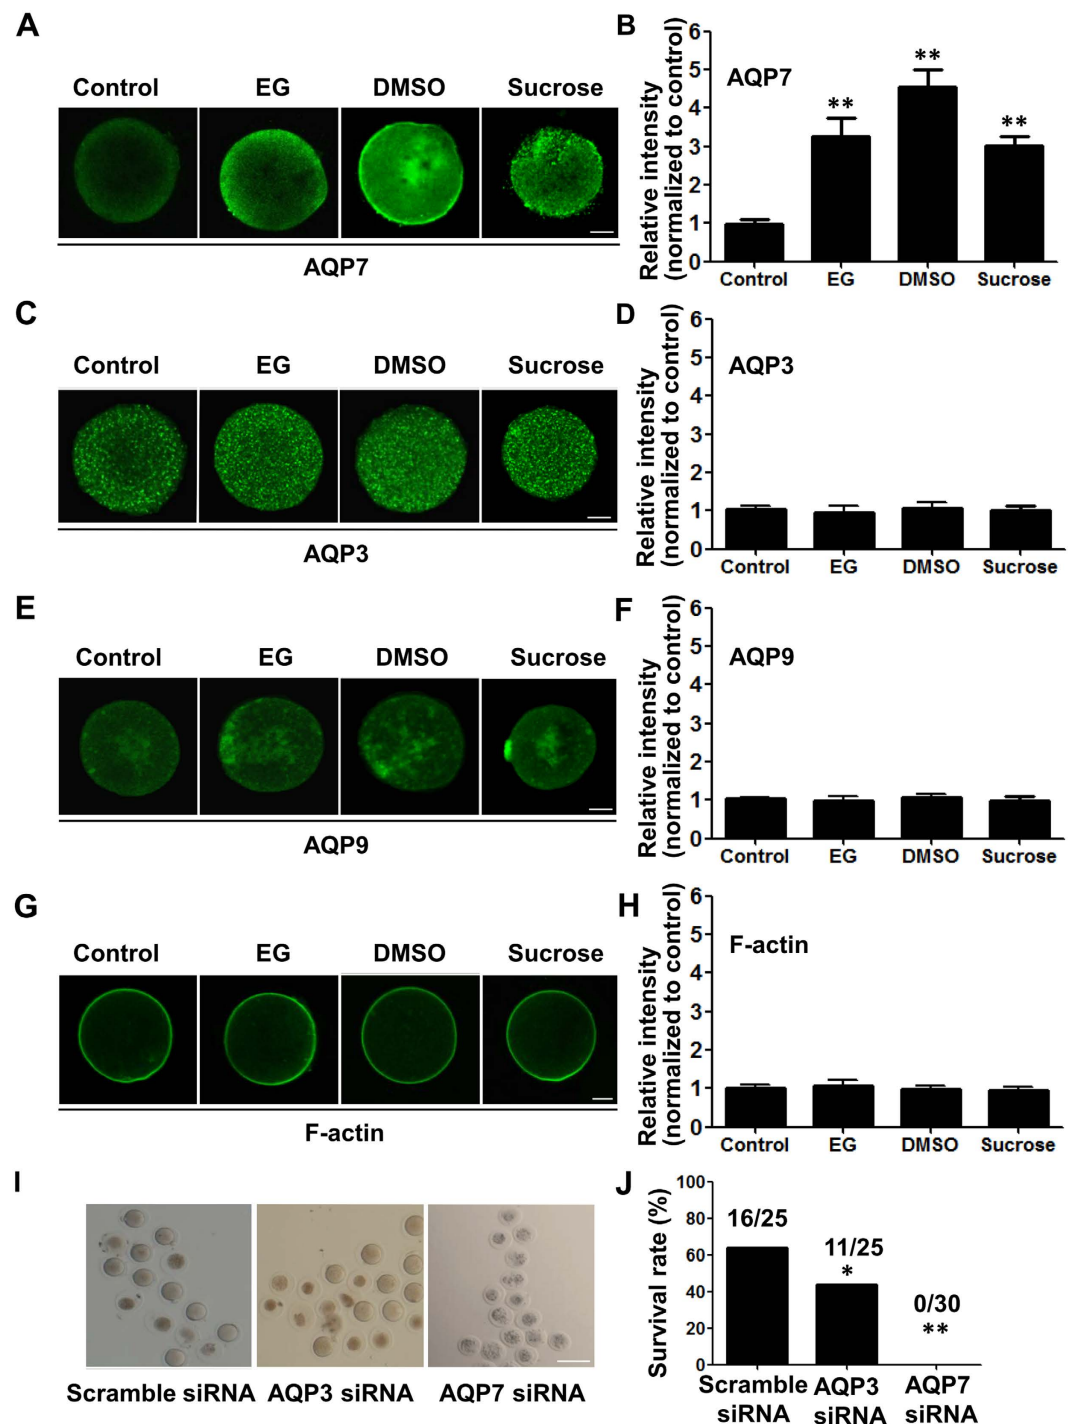 A
Control EG DMSO Sucrose
AQP7
B
Relative intensity
(normalized to control)
AQP7
6
5
4
3
2
1
0
** ** **
Control EG DMSO Sucrose
C
Control EG DMSO Sucrose
AQP3
D
Relative intensity
(normalized to control)
AQP3
6
5
4
3
2
1
0
Control EG DMSO Sucrose
E
Control EG DMSO Sucrose
AQP9
F
Relative intensity
(normalized to control)
AQP9
6
5
4
3
2
1
0
Control EG DMSO Sucrose
G
Control EG DMSO Sucrose
F-actin
H
Relative intensity
(normalized to control)
F-actin
6
5
4
3
2
1
0
Control EG DMSO Sucrose
I
Scramble siRNA AQP3 siRNA AQP7 siRNA
J
Survival rate (%)
100
80
60
40
20
0
16/25
11/25
*
0/30
**
Scramble AQP3 AQP7
siRNA siRNA siRNA